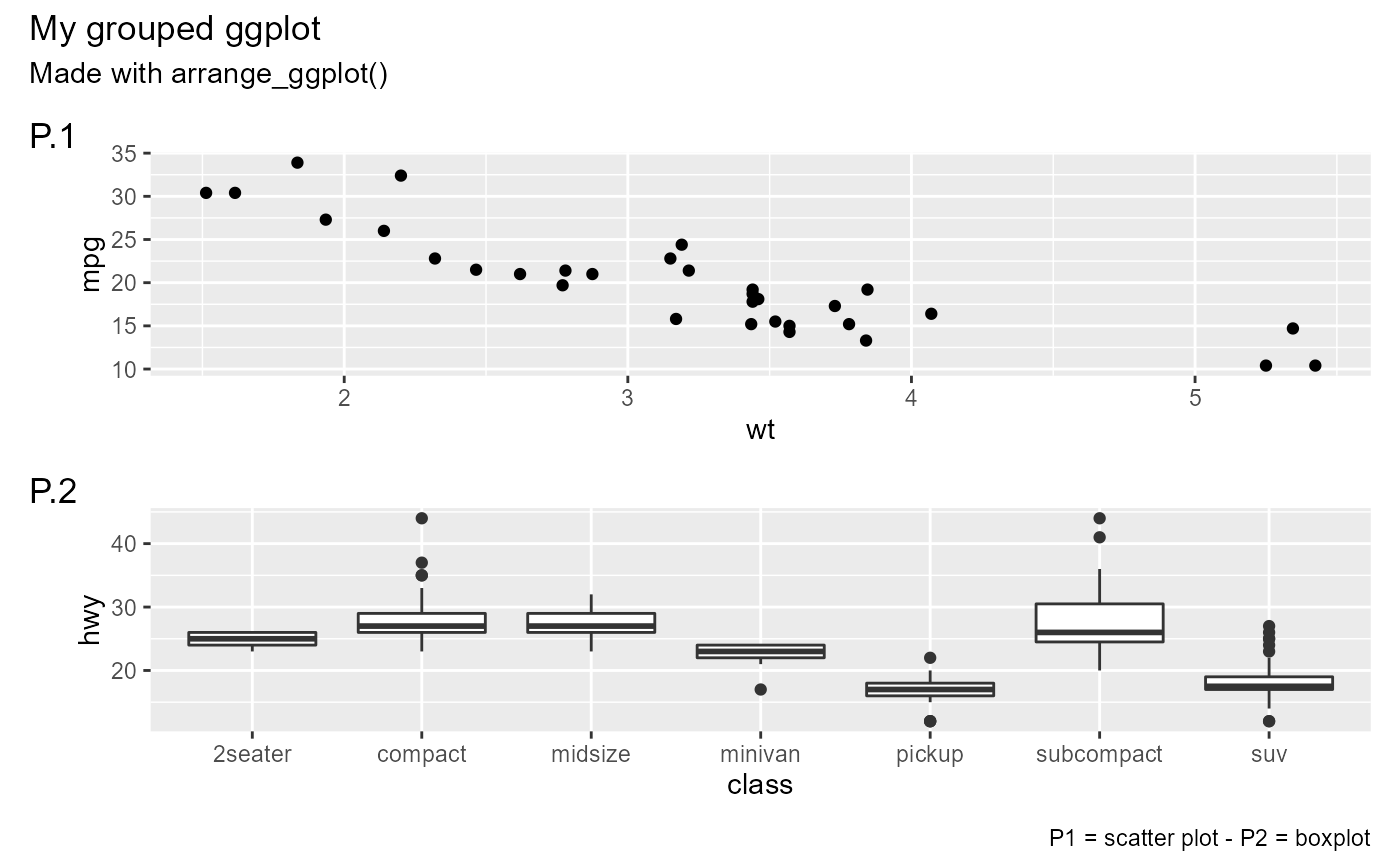 My grouped ggplot
Made with arrange_ggplot()
P.1
35
30
25
20
15
10
mpg
2 3 4 5
wt
P.2
40
30
20
hwy
2seater compact midsize minivan pickup subcompact suv
class
P1 = scatter plot - P2 = boxplot